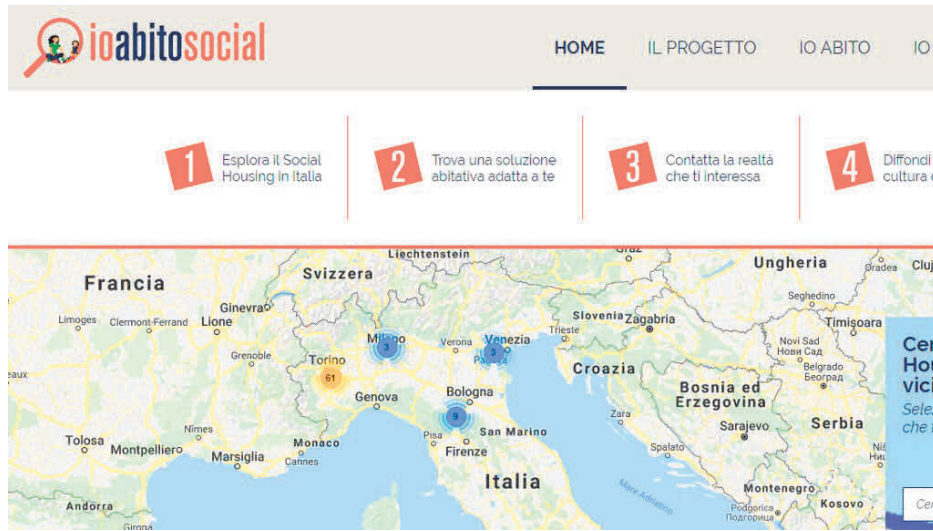 ioabitosocial
HOME IL PROGETTO IO ABITO IO
1 Esplora il Social
Housing in Italia
2 Trova una soluzione
abitativa adatta a te
3 Contatta la realtà
che ti interessa
4 Diffondi
cultura
Liechtenstein
Graz
Ungheria
Oradea
Cluj
Francia
Svizzera
Seghedino
Ginevra
Limoges
Clermont-Ferrand
Lione
Slovenia
Zagabria
Timișoara
Trieste
Milano
3
Verona
Venezia
3
Padova
Novi Sad
Нови Сад
Grenoble
Torino
61
Croazia
Belgrado
Београд
Genova
Bologna
9
Bosnia ed
Erzegovina
Zara
Sarajevo
Serbia
Nimes
Pisa
San Marino
Firenze
Tolosa
Montpelliero
Marsiglia
Monaco
Cannes
Spalato
Italia
Mare Adriatico
Montenegro
Kosovo
Podgorica
Подгорица
Andorra
Girona
Cer
Hou
vici
Sele
che
Cer